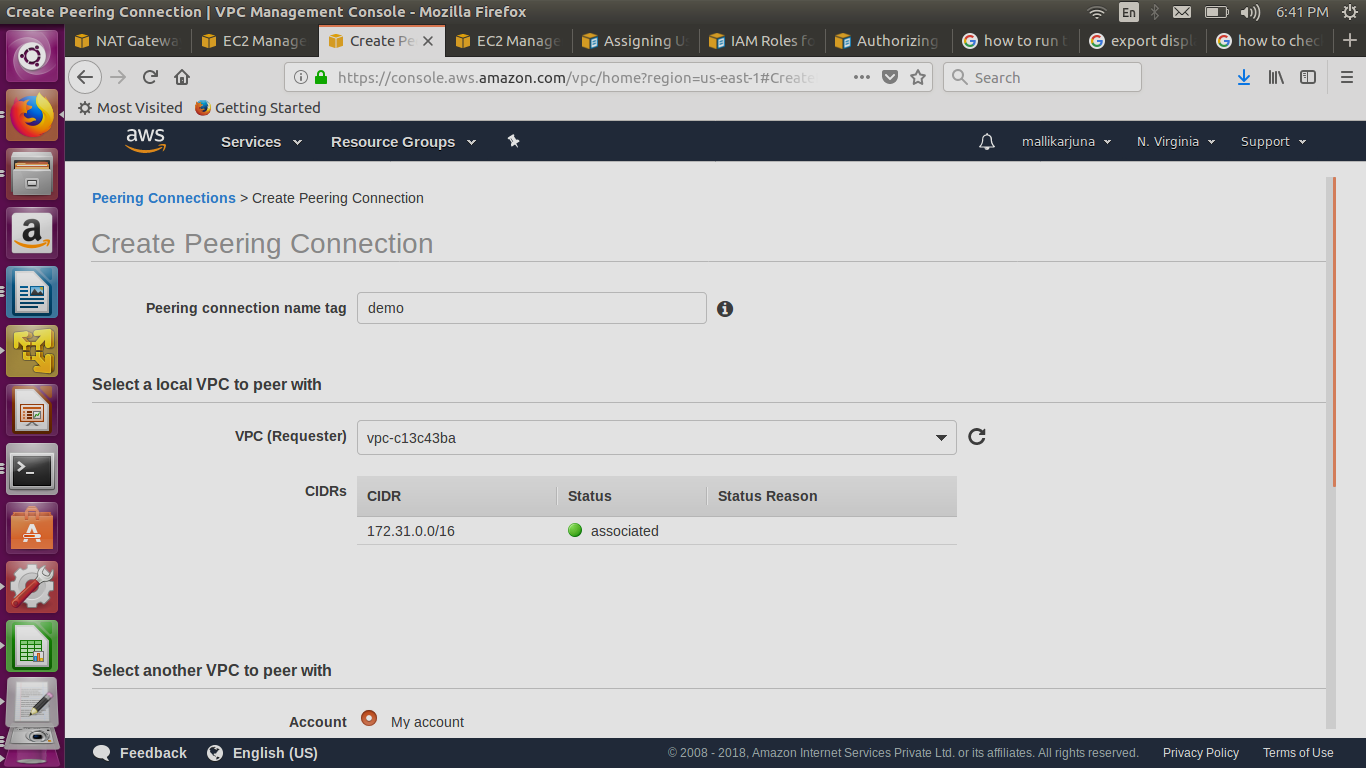 Create Peering Connection | VPC Management Console - Mozilla Firefox
En
6:41 PM
NAT Gatewa
EC2 Manage
Create Pe
EC2 Manage
Assigning U
IAM Roles fo
Authorizing
how to run t
export displ
how to chec
https://console.aws.amazon.com/vpc/home?region=us-east-1#Create
Search
Most Visited
Getting Started
aws
Services
Resource Groups
mallikarjuna
N. Virginia
Support
Peering Connections > Create Peering Connection
Create Peering Connection
Peering connection name tag
demo
Select a local VPC to peer with
VPC (Requester)
vpc-c13c43ba
CIDRs
CIDR
Status
Status Reason
172.31.0.0/16
associated
Select another VPC to peer with
Account
My account
Feedback
English (US)
© 2008 - 2018, Amazon Internet Services Private Ltd. or its affiliates. All rights reserved.
Privacy Policy
Terms of Use